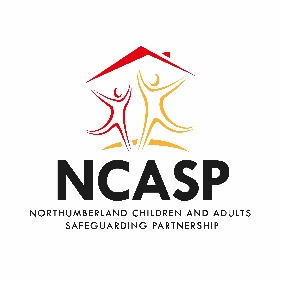 NCASP
NORTHUMBERLAND CHILDREN AND ADULTS
SAFEGUARDING PARTNERSHIP